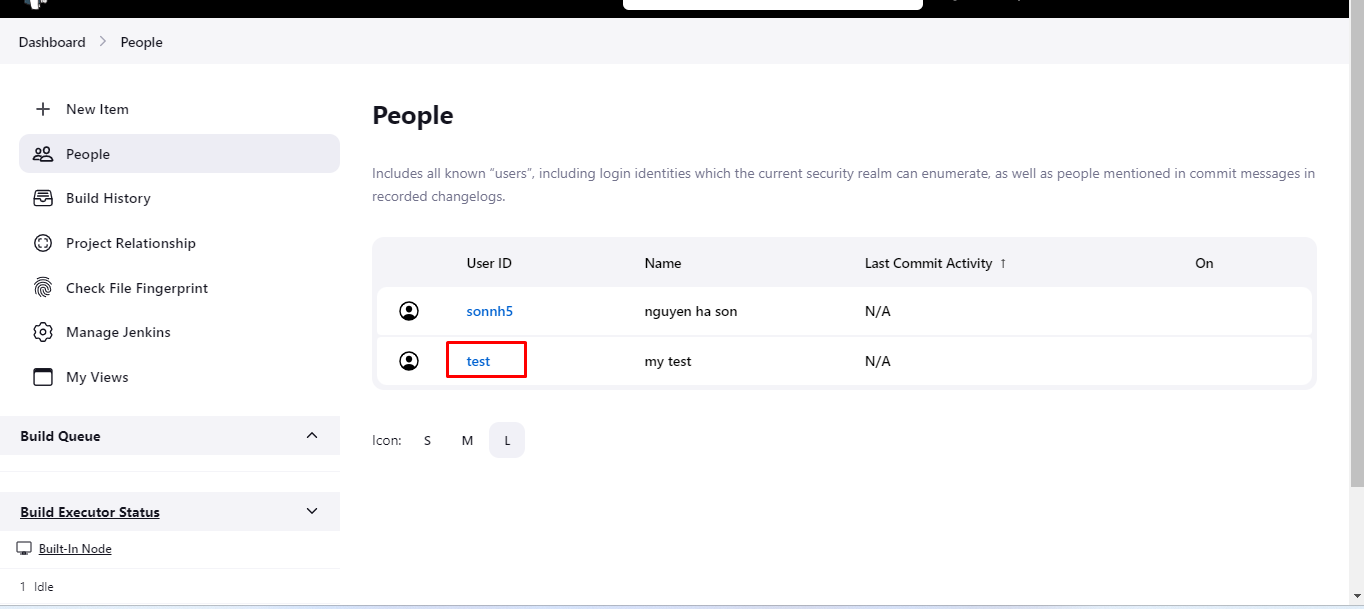 Dashboard > People
New Item
People
Build History
Project Relationship
Check File Fingerprint
Manage Jenkins
My Views
Build Queue
Build Executor Status
Built-In Node
1 Idle
People
Includes all known “users”, including login identities which the current security realm can enumerate, as well as people mentioned in commit messages in
recorded changelogs.
User ID Name Last Commit Activity ↑ On
sonnh5 nguyen ha son N/A
test my test N/A
Icon: S M L